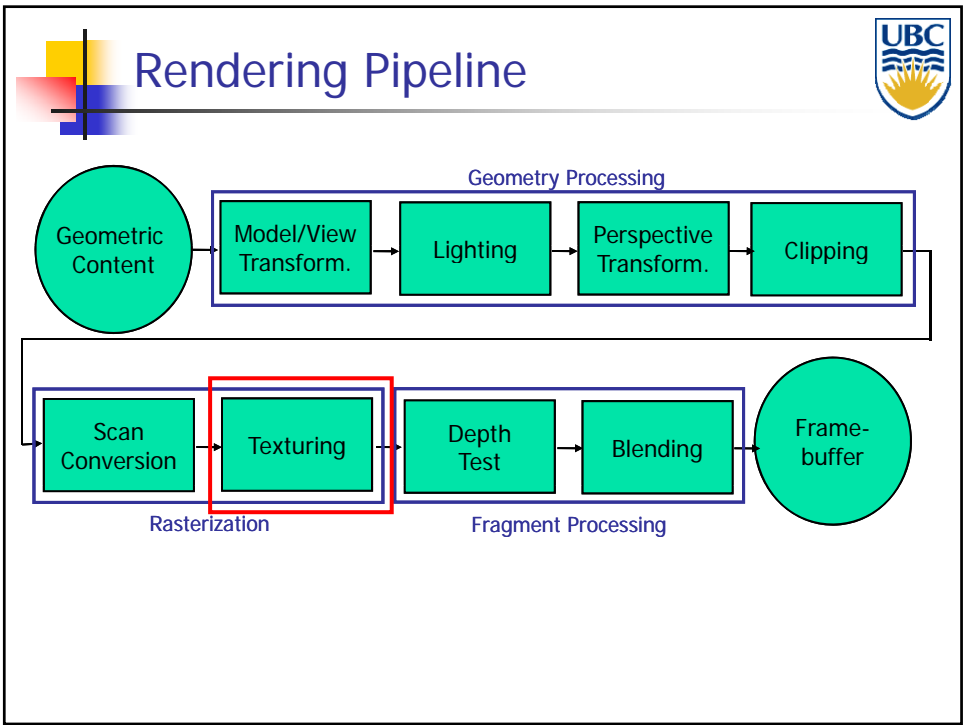 Rendering Pipeline
UBC
Geometry Processing
Geometric
Content
Model/View
Transform.
Lighting
Perspective
Transform.
Clipping
Scan
Conversion
Texturing
Depth
Test
Blending
Frame-
buffer
Rasterization
Fragment Processing